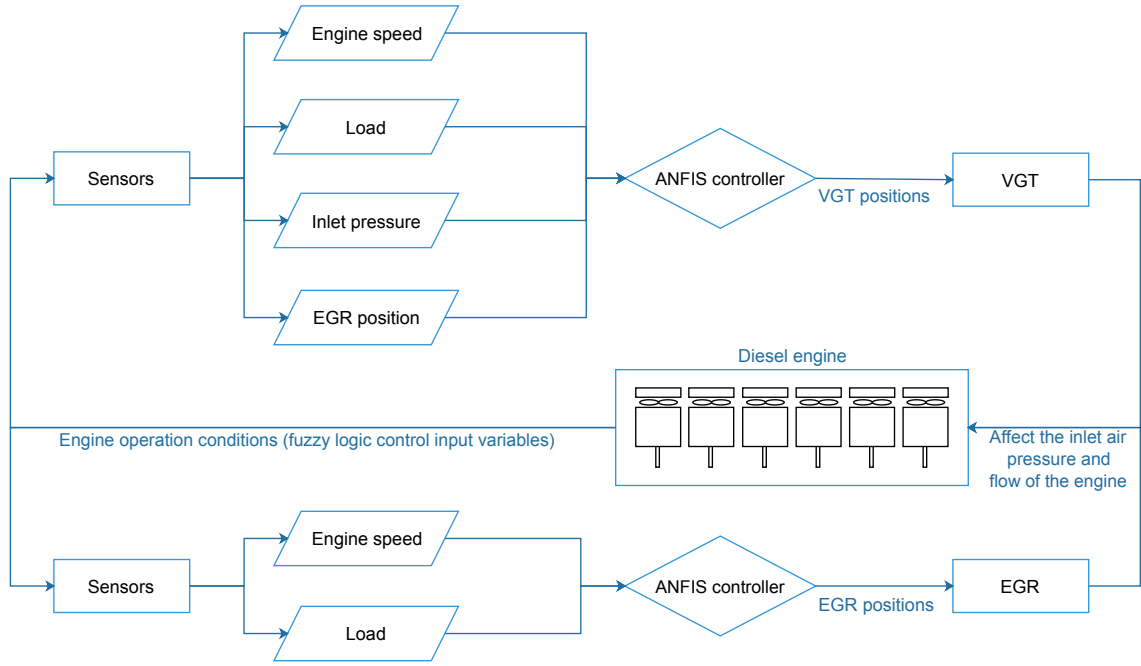 Engine speed
Load
Sensors
Inlet pressure
EGR position
ANFIS controller
VGT positions
VGT
Diesel engine
Engine operation conditions (fuzzy logic control input variables)
Affect the inlet air
pressure and
flow of the engine
Engine speed
Sensors
Load
ANFIS controller
EGR positions
EGR